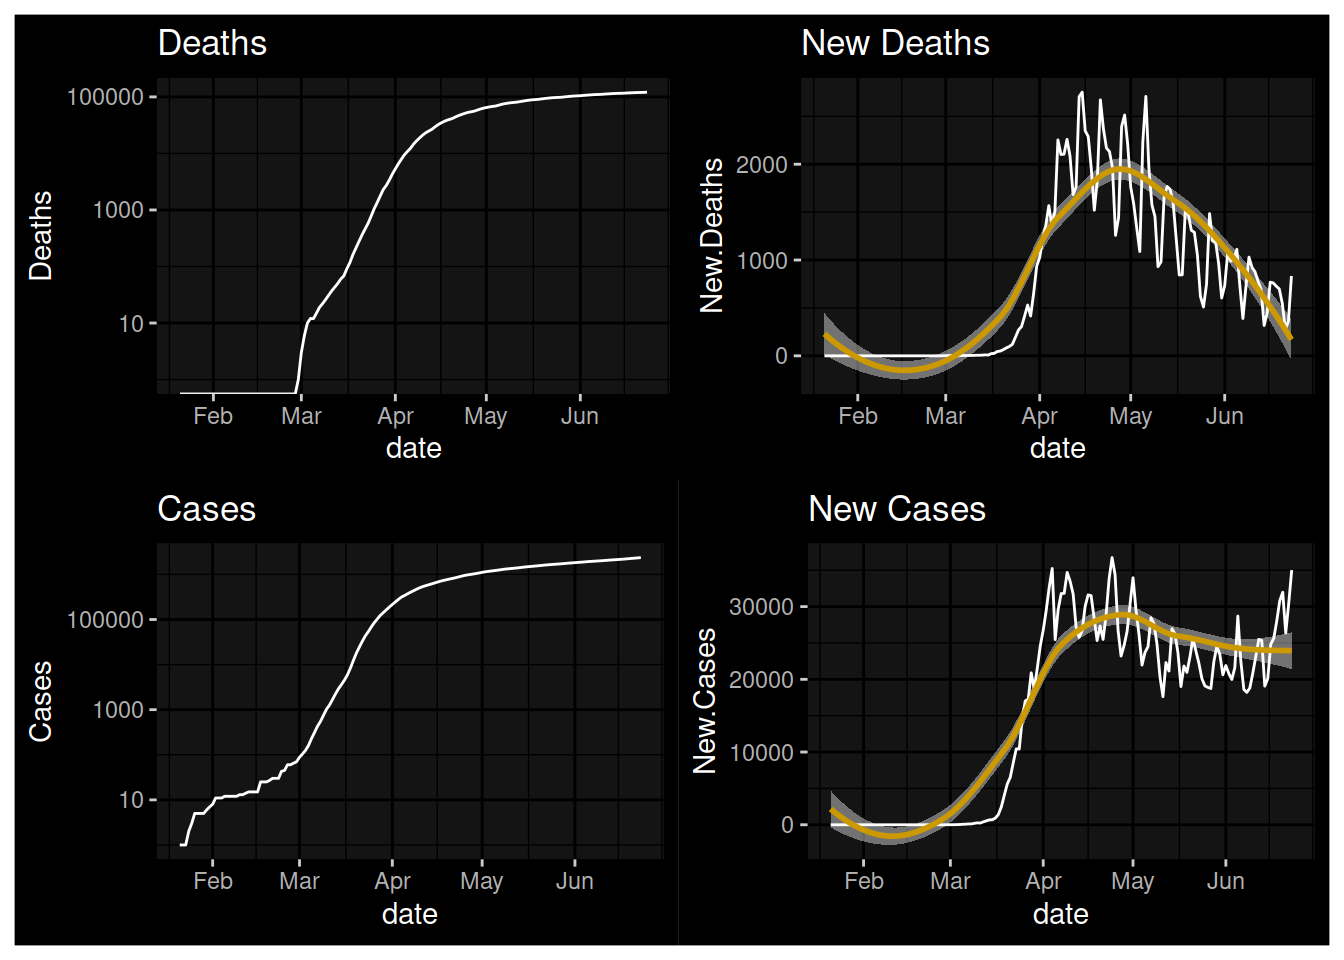 Deaths
Deaths
100000
1000
10
Feb Mar Apr May Jun
date
New Deaths
New.Deaths
2000
1000
0
Feb Mar Apr May Jun
date
Cases
Cases
100000
1000
10
Feb Mar Apr May Jun
date
New Cases
New.Cases
30000
20000
10000
0
Feb Mar Apr May Jun
date